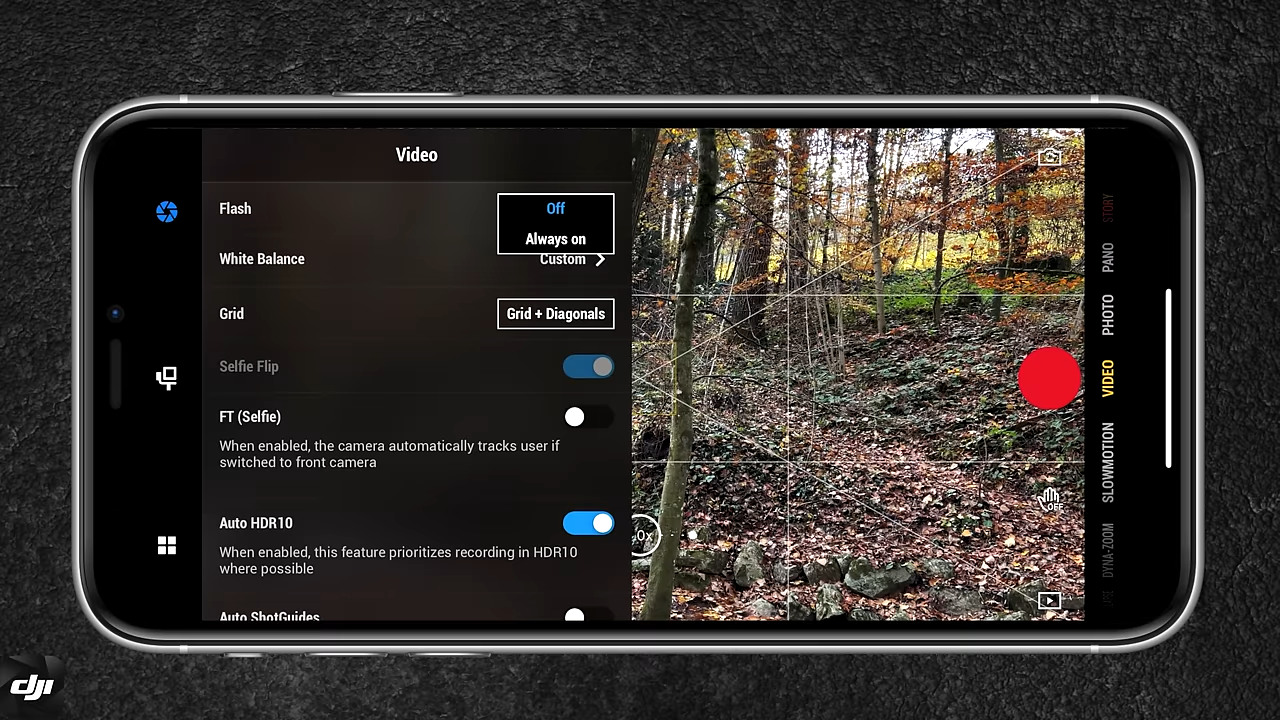 Video
Flash
Off
Always on
White Balance
Custom
Grid
Grid + Diagonals
Selfie Flip
FT (Selfie)
When enabled, the camera automatically tracks user if
switched to front camera
Auto HDR10
When enabled, this feature prioritizes recording in HDR10
where possible
Auto ShotGuides
0x
OFF
STORY
PANO
PHOTO
VIDEO
SLOWMOTION
DYNA-ZOOM
dji